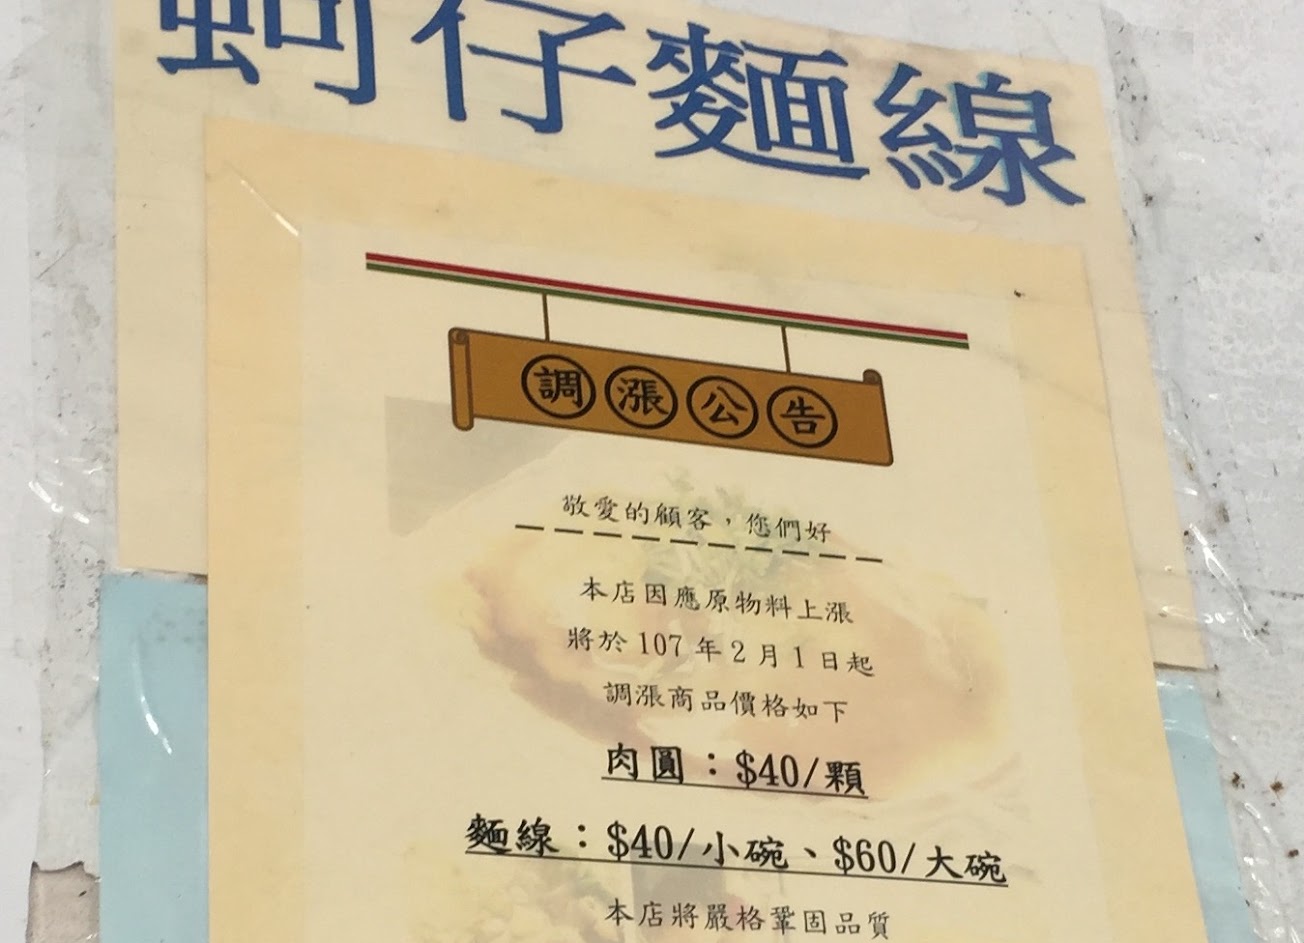 蚵仔麵線
調漲公告
敬愛的顧客，您們好
本店因應原物料上漲
將於 107 年 2 月 1 日起
調漲商品價格如下
肉圓：$40/顆
麵線：$40/小碗、$60/大碗
本店將嚴格鞏固品質